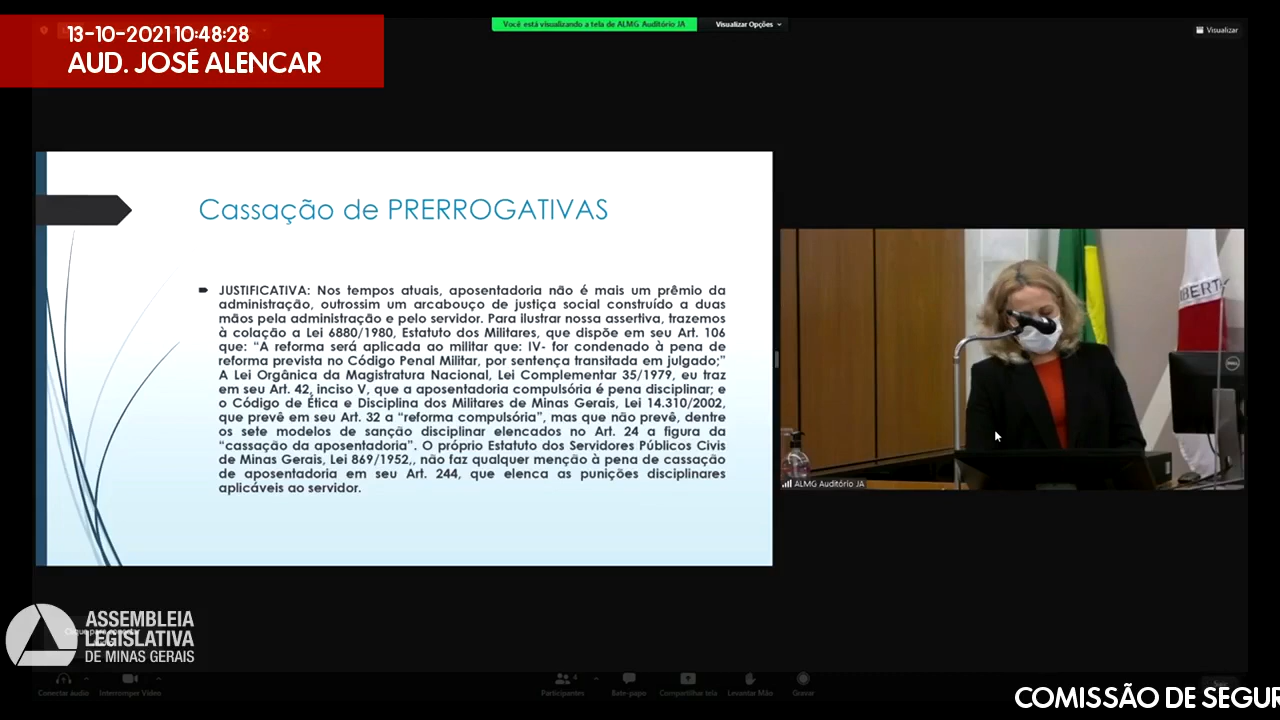 13-10-2021 10:48:28
AUD. JOSÉ ALENCAR
Você está visualizando a tela de ALMG Auditório JA
Visualizar Opções
Visualizar
Cassação de PRERROGATIVAS
JUSTIFICATIVA: Nos tempos atuais, aposentadoria não é mais um prêmio da
administração, outrossim um arcabouço de justiça social construído a duas
mãos pela administração e pelo servidor. Para ilustrar nossa assertiva, trazemos
à colação a Lei 6880/1980, Estatuto dos Militares, que dispõe em seu Art. 106
que: “A reforma será aplicada ao militar que: IV- for condenado à pena de
reforma prevista no Código Penal Militar, por sentença transitada em julgado;”
A Lei Orgânica da Magistratura Nacional, Lei Complementar 35/1979, eu traz
em seu Art. 42, inciso V, que a aposentadoria compulsória é pena disciplinar; e
o Código de Ética e Disciplina dos Militares de Minas Gerais, Lei 14.310/2002,
que prevê em seu Art. 32 a “reforma compulsória”, mas que não prevê, dentre
os sete modelos de sanção disciplinar elencados no Art. 24 a figura da
“cassação da aposentadoria”. O próprio Estatuto dos Servidores Públicos Civis
de Minas Gerais, Lei 869/1952,, não faz qualquer menção à pena de cassação
de aposentadoria em seu Art. 244, que elenca as punições disciplinares
aplicáveis ao servidor.
IBERT
DELL
ALMG Auditório JA
ASSEMBLEIA
LEGISLATIVA
DE MINAS GERAIS
Conectar áudio
Interromper Vídeo
Participantes
4
Bate-papo
Compartilhar tela
Levantar Mão
Gravar
COMISSÃO DE SEGUR